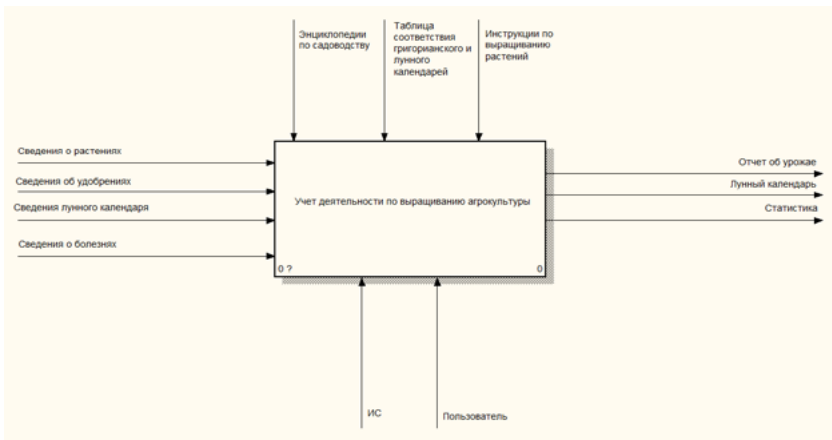 Энциклопедии
по садоводству
Таблица
соответствия
григорианского и
лунного
календарей
Инструкции по
выращиванию
растений
Сведения о растениях
Сведения об удобрениях
Сведения лунного календаря
Сведения о болезнях
Учет деятельности по выращиванию агрокультуры
0 ?
0
Отчет об урожае
Лунный календарь
Статистика
ИС
Пользователь